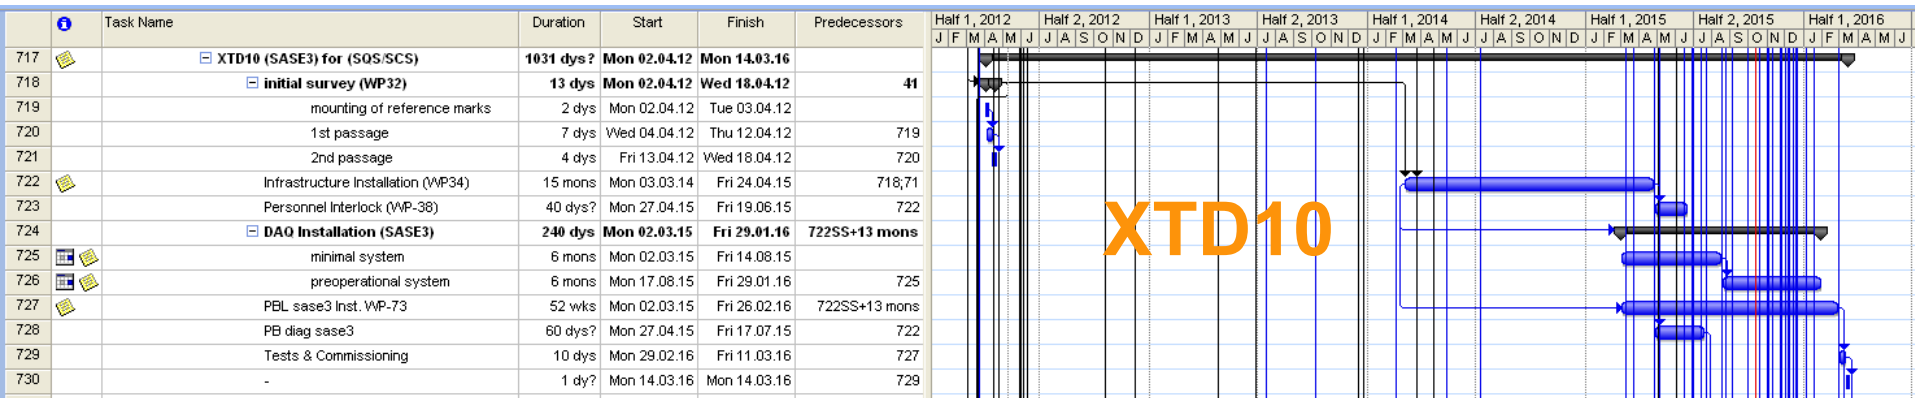 Task Name Duration Start Finish Predecessors Half 1, 2012 Half 2, 2012 Half 1, 2013 Half 2, 2013 Half 1, 2014 Half 2, 2014 Half 1, 2015 Half 2, 2015 Half 1, 2016
J F M A M J J A S O N D J F M A M J J A S O N D J F M A M J J A S O N D J F M A M J J A S O N D J F M A M J
717 XTD10 (SASE3) for (SQS/SCS) 1031 dys? Mon 02.04.12 Mon 14.03.16
718 initial survey (WP32) 13 dys Mon 02.04.12 Wed 18.04.12 41
719 mounting of reference marks 2 dys Mon 02.04.12 Tue 03.04.12
720 1st passage 7 dys Wed 04.04.12 Thu 12.04.12 719
721 2nd passage 4 dys Fri 13.04.12 Wed 18.04.12 720
722 Infrastructure Installation (WP34) 15 mons Mon 03.03.14 Fri 24.04.15 718;71
723 Personnel Interlock (WP-38) 40 dys? Mon 27.04.15 Fri 19.06.15 722
724 DAQ Installation (SASE3) 240 dys Mon 02.03.15 Fri 29.01.16 722SS+13 mons
725 minimal system 6 mons Mon 02.03.15 Fri 14.08.15
726 preoperational system 6 mons Mon 17.08.15 Fri 29.01.16 725
727 PBL sase3 Inst. WP-73 52 wks Mon 02.03.15 Fri 26.02.16 722SS+13 mons
728 PB diag sase3 60 dys? Mon 27.04.15 Fri 17.07.15 722
729 Tests & Commissioning 10 dys Mon 29.02.16 Fri 11.03.16 727
730 - 1 dy? Mon 14.03.16 Mon 14.03.16 729
XTD10